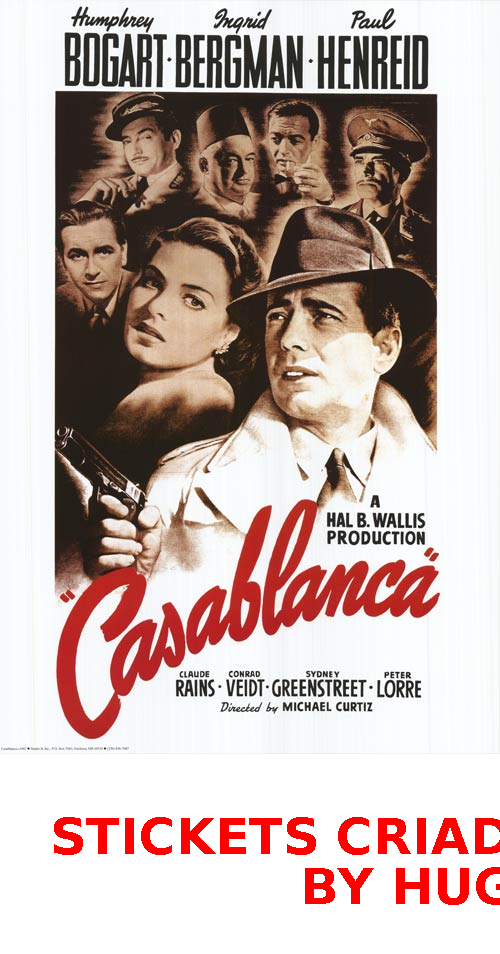 Humphrey Ingrid Paul
BOGART · BERGMAN · HENREID
A
HAL B. WALLIS
PRODUCTION
"Casablanca"
CLAUDE CONRAD SYDNEY PETER
RAINS · VEIDT · GREENSTREET · LORRE
Directed by MICHAEL CURTIZ
STICKETS CRIAD
BY HUG